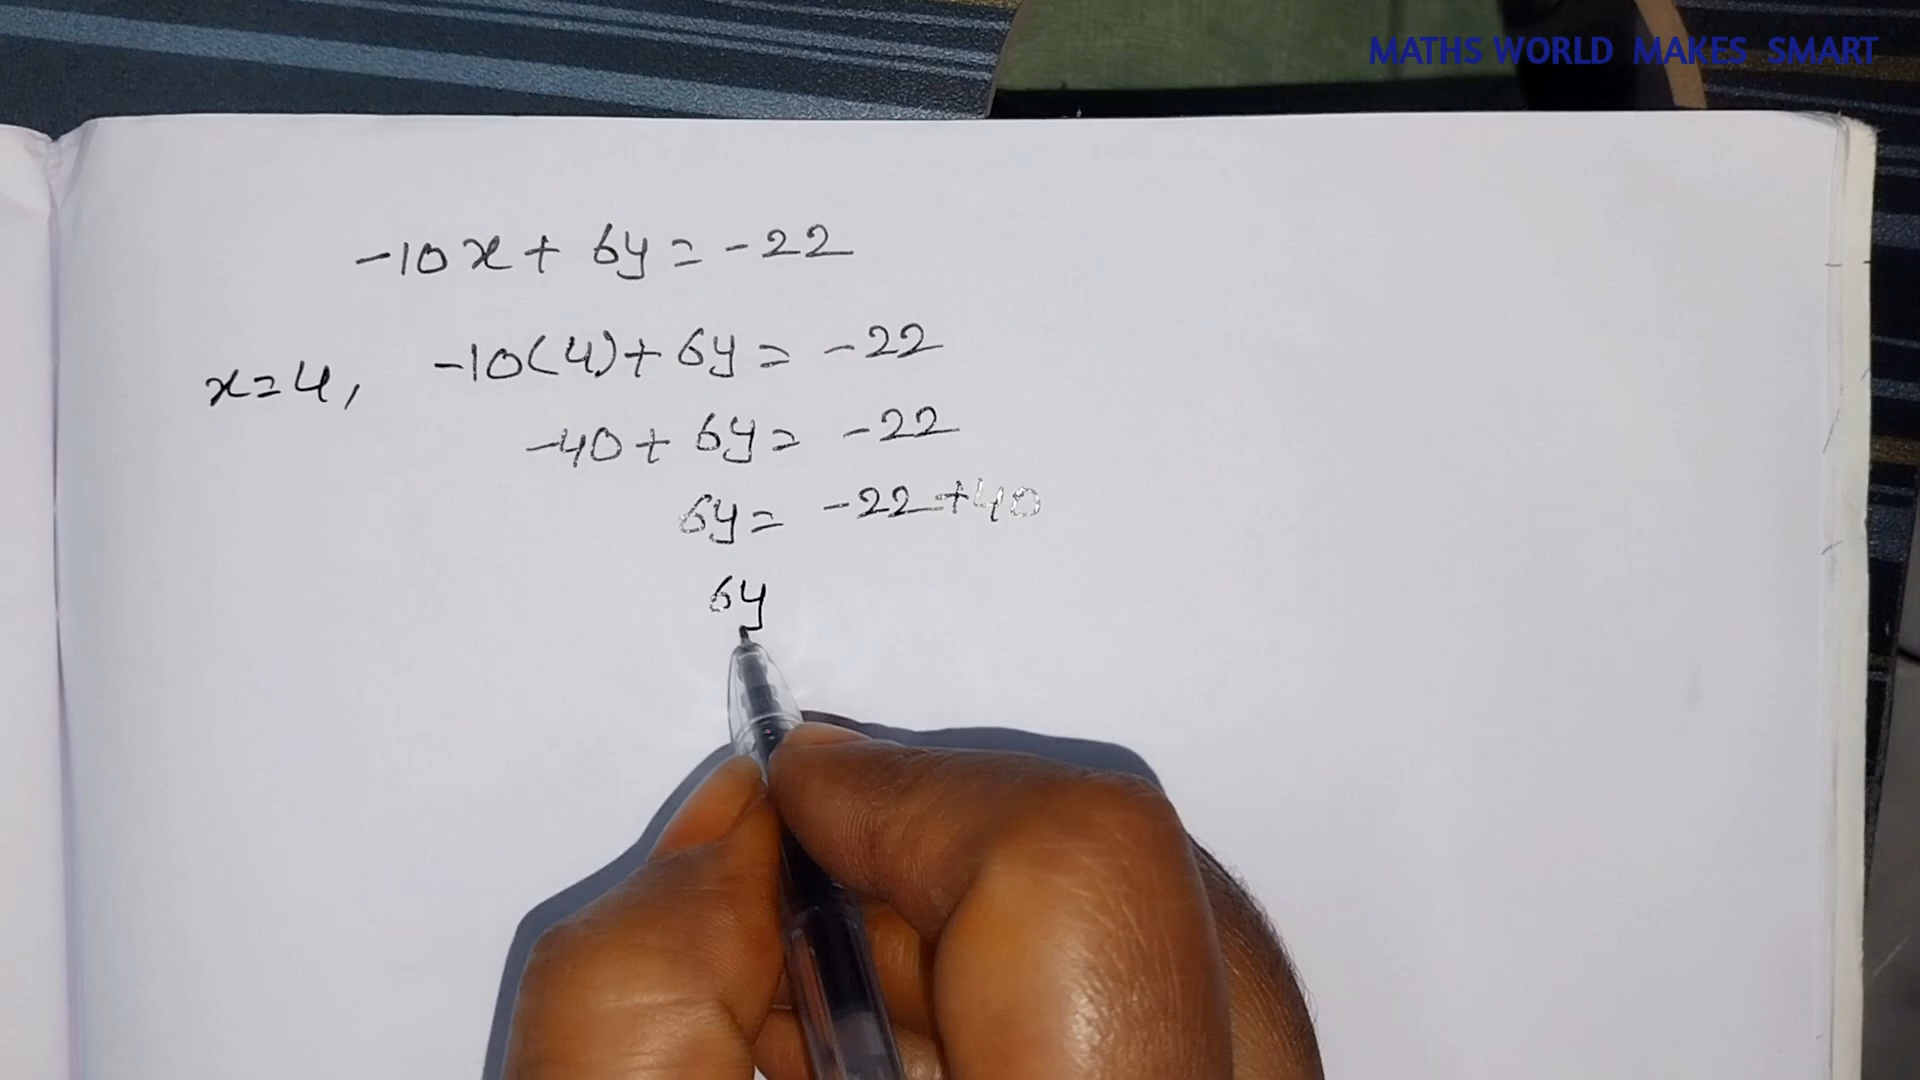 MATHS WORLD MAKES SMART
-10x + 6y = -22
x=4, -10(4) + 6y = -22
-40 + 6y = -22
6y = -22 +40
6y